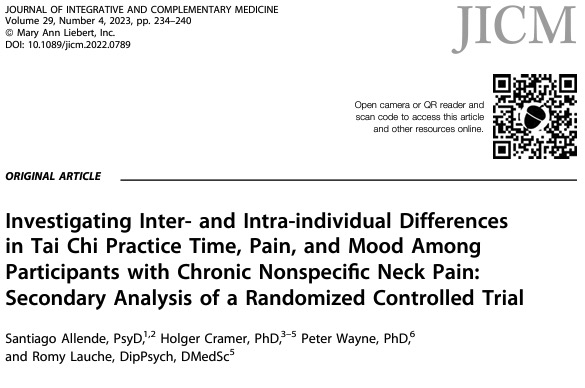 JOURNAL OF INTEGRATIVE AND COMPLEMENTARY MEDICINE
Volume 29, Number 4, 2023, pp. 234–240
© Mary Ann Liebert, Inc.
DOI: 10.1089/jicm.2022.0789
JICM
Open camera or QR reader and
scan code to access this article
and other resources online.
ORIGINAL ARTICLE
Investigating Inter- and Intra-individual Differences
in Tai Chi Practice Time, Pain, and Mood Among
Participants with Chronic Nonspecific Neck Pain:
Secondary Analysis of a Randomized Controlled Trial
Santiago Allende, PsyD,1,2 Holger Cramer, PhD,3–5 Peter Wayne, PhD,6
and Romy Lauche, DipPsych, DMedSc5